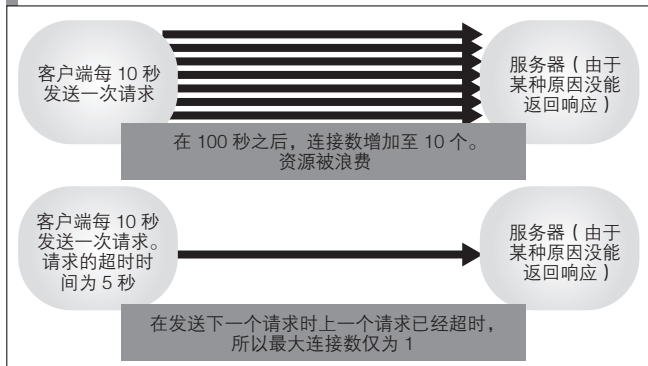 客户端每 10 秒
发送一次请求
服务器（由于
某种原因没能
返回响应）
在 100 秒之后，连接数增加至 10 个。
资源被浪费
客户端每 10 秒
发送一次请求。
请求的超时时
间为 5 秒
服务器（由于
某种原因没能
返回响应）
在发送下一个请求时上一个请求已经超时，
所以最大连接数仅为 1